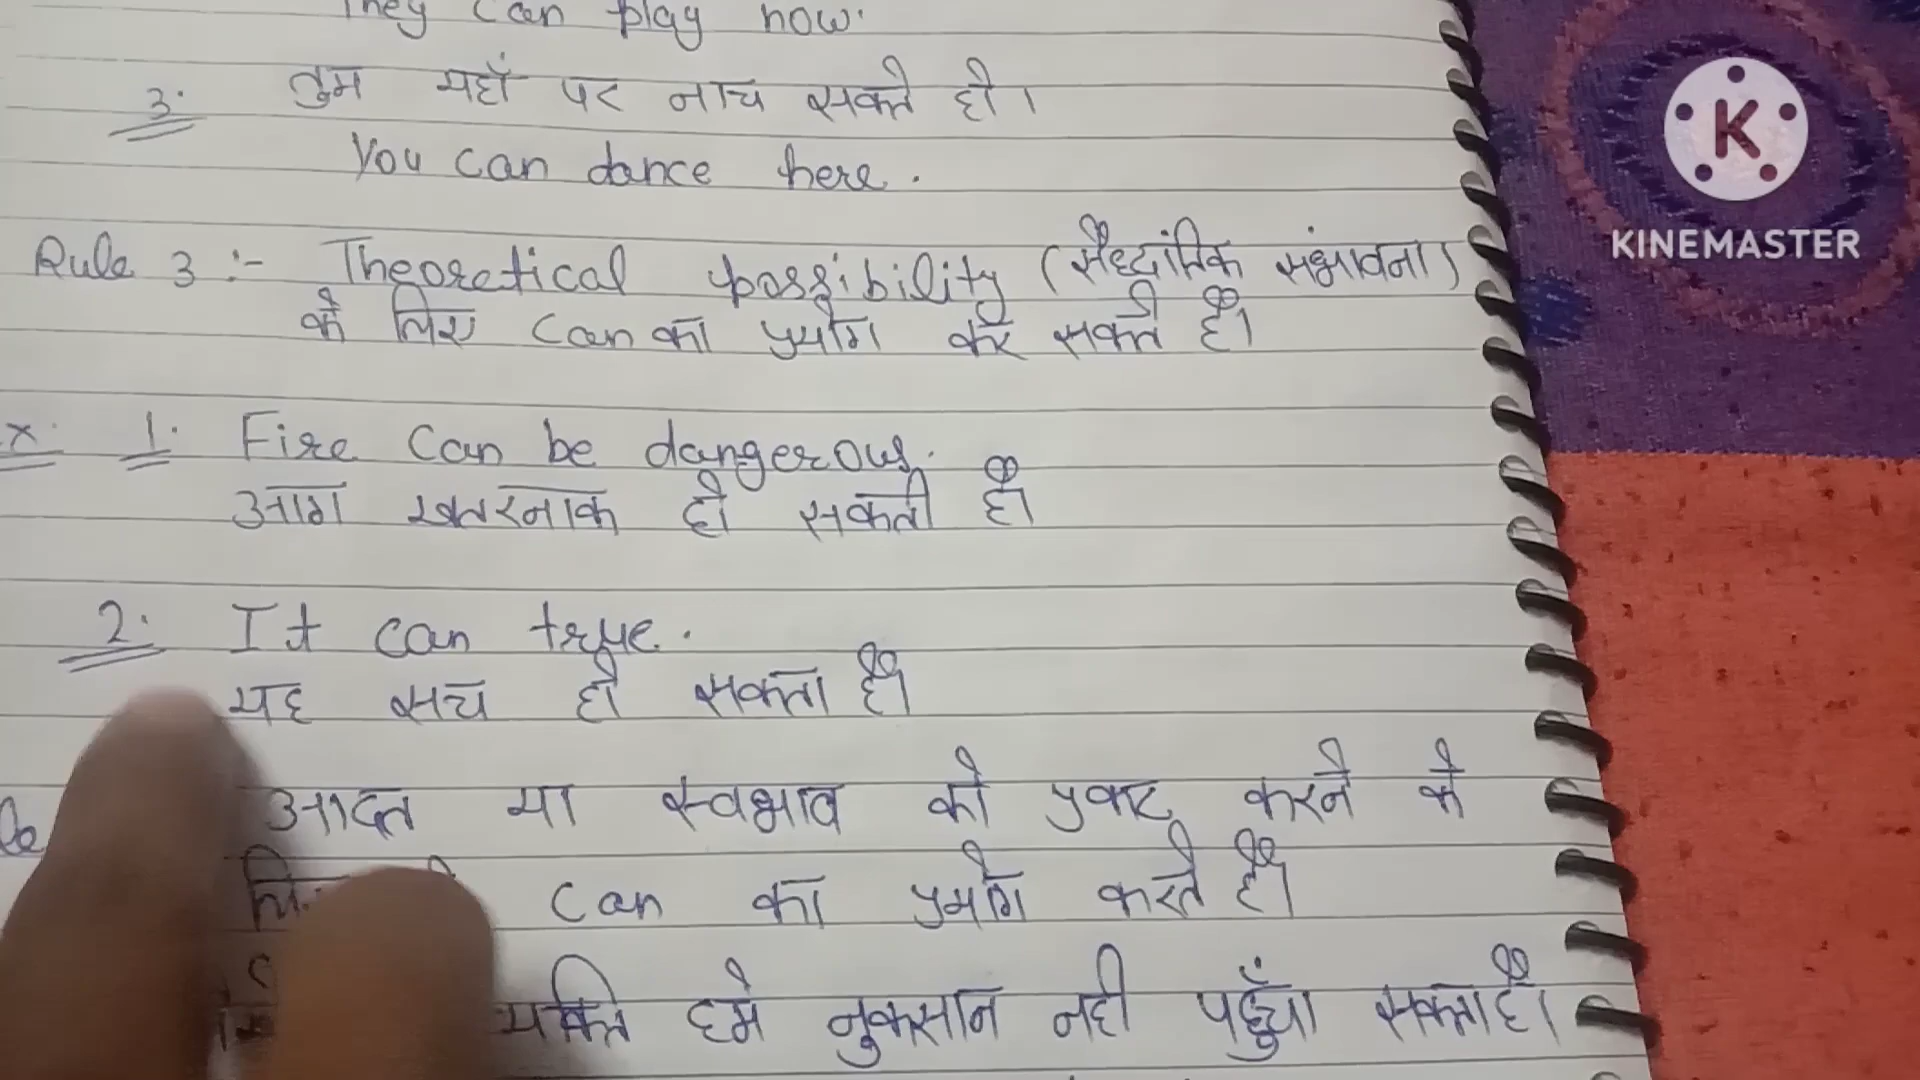 They can play now.
3. तुम यहाँ पर नाच सकते हो।
You can dance here.
Rule 3 :- Theoretical possibility (सैध्दांतिक संभावना)
के लिए can का प्रयोग कर सकते है।
Ex. 1. Fire can be dangerous.
आग खतरनाक हो सकती है।
2. It can true.
यह सच हो सकता है।
आदत या स्वभाव को प्रकट करने के
can का प्रयोग करते है।
व्यक्ति हमे नुकसान नही पहुँचा सकता है।
KINEMASTER